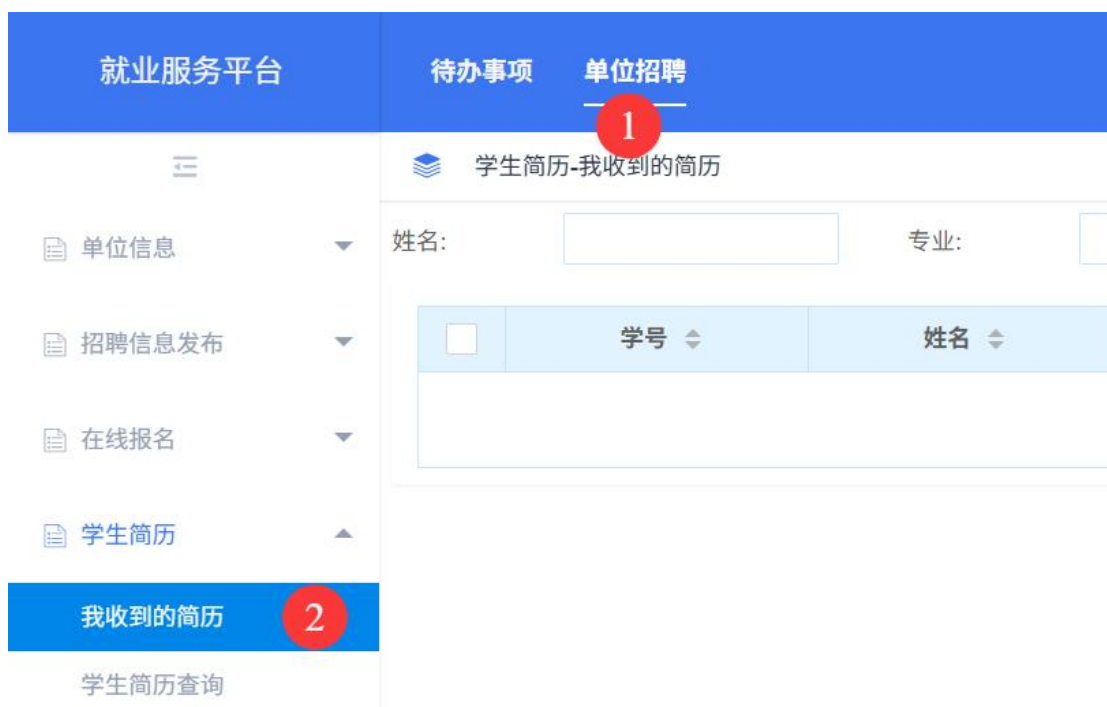 就业服务平台
待办事项 单位招聘
1
学生简历-我收到的简历
单位信息
姓名: 专业:
招聘信息发布
学号 姓名
在线报名
学生简历
我收到的简历 2
学生简历查询